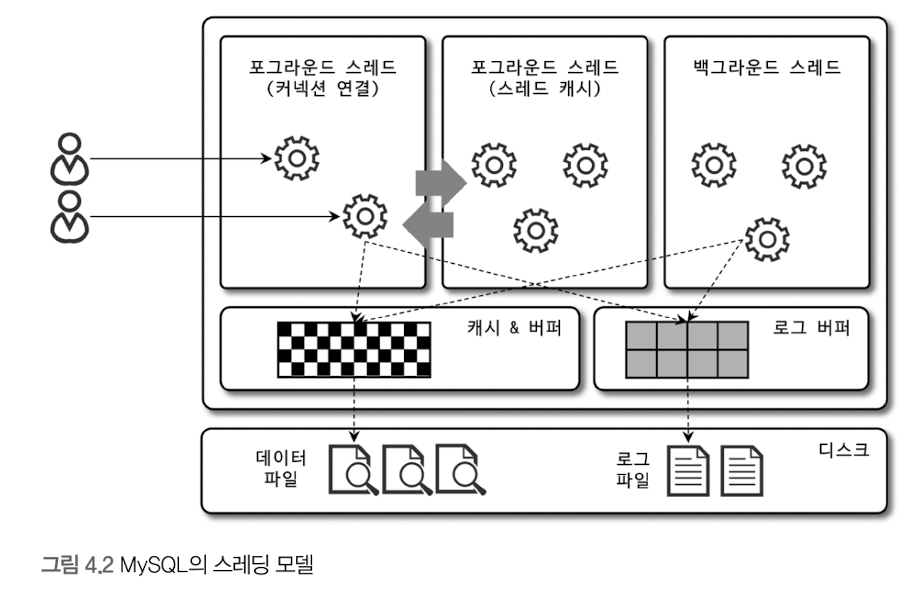 포그라운드 스레드
(커넥션 연결)
포그라운드 스레드
(스레드 캐시)
백그라운드 스레드
캐시 & 버퍼
로그 버퍼
데이터
파일
로그
파일
디스크
그림 4.2 MySQL의 스레딩 모델